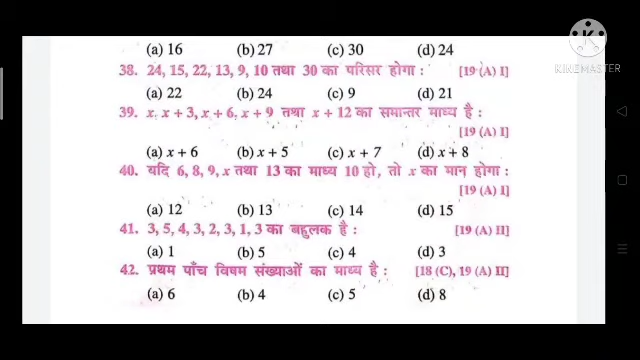 (a) 16 (b) 27 (c) 30 (d) 24
38. 24, 15, 22, 13, 9, 10 तथा 30 का परिसर होगा : [19 (A) I]
(a) 22 (b) 24 (c) 9 (d) 21
39. x, x + 3, x + 6, x + 9 तथा x + 12 का समान्तर माध्य है :
[19 (A) I]
(a) x + 6 (b) x + 5 (c) x + 7 (d) x + 8
40. यदि 6, 8, 9, x तथा 13 का माध्य 10 हो, तो x का मान होगा :
[19 (A) I]
(a) 12 (b) 13 (c) 14 (d) 15
41. 3, 5, 4, 3, 2, 3, 1, 3 का बहुलक है : [19 (A) II]
(a) 1 (b) 5 (c) 4 (d) 3
42. प्रथम पाँच विषम संख्याओं का माध्य है : [18 (C), 19 (A) II]
(a) 6 (b) 4 (c) 5 (d) 8
KINEMASTER